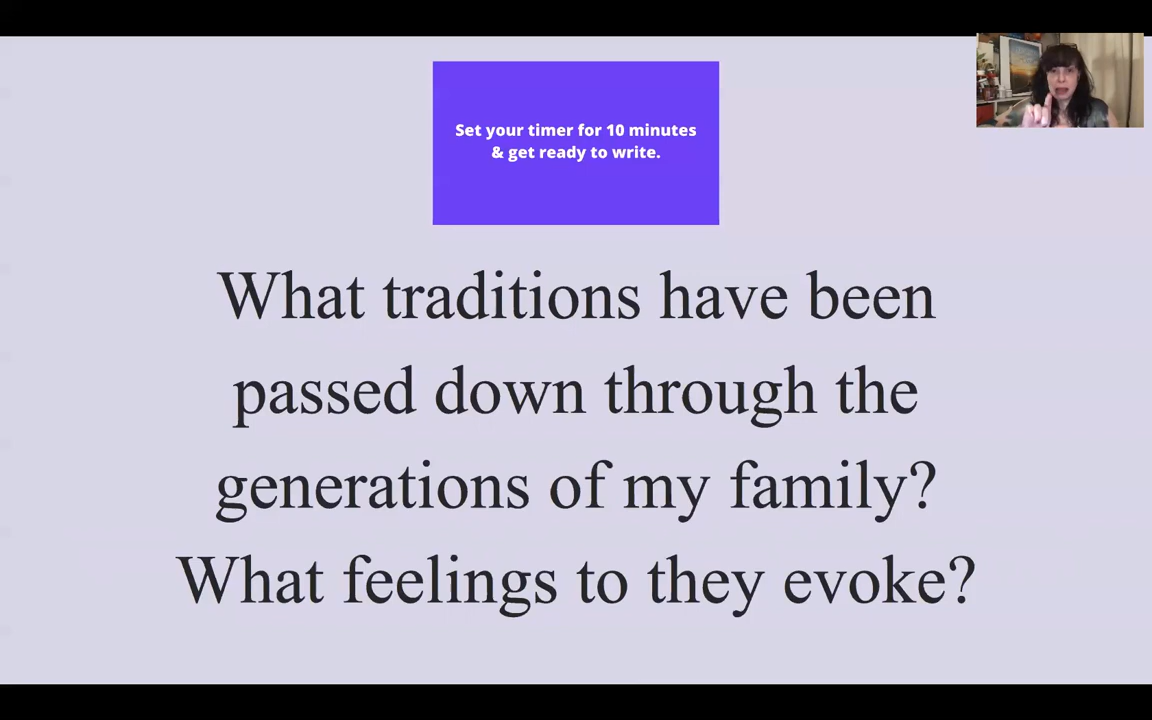 Set your timer for 10 minutes
& get ready to write.
What traditions have been
passed down through the
generations of my family?
What feelings to they evoke?